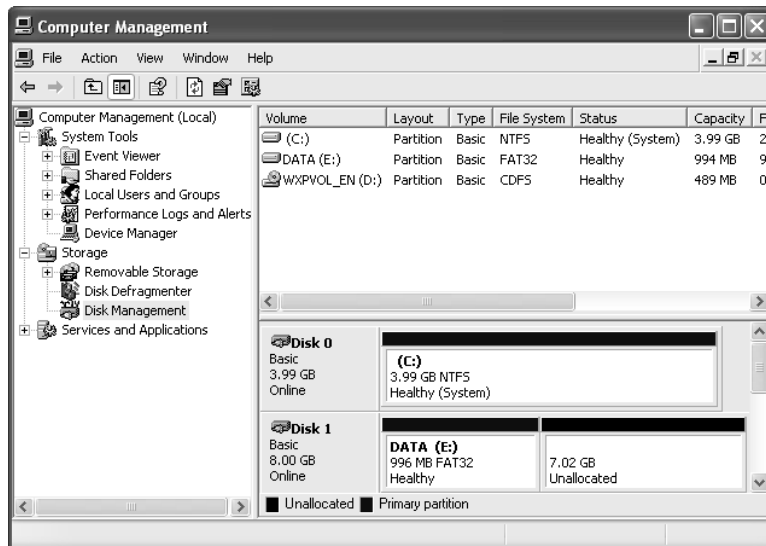 Computer Management
File Action View Window Help
Computer Management (Local)
System Tools
Event Viewer
Shared Folders
Local Users and Groups
Performance Logs and Alerts
Device Manager
Storage
Removable Storage
Disk Defragmenter
Disk Management
Services and Applications
Volume Layout Type File System Status Capacity F
(C:) Partition Basic NTFS Healthy (System) 3.99 GB 2
DATA (E:) Partition Basic FAT32 Healthy 994 MB 9
WXPVOL_EN (D:) Partition Basic CDFS Healthy 489 MB 0
Disk 0
Basic
3.99 GB
Online
(C:)
3.99 GB NTFS
Healthy (System)
Disk 1
Basic
8.00 GB
Online
DATA (E:)
996 MB FAT32
Healthy
7.02 GB
Unallocated
Unallocated Primary partition